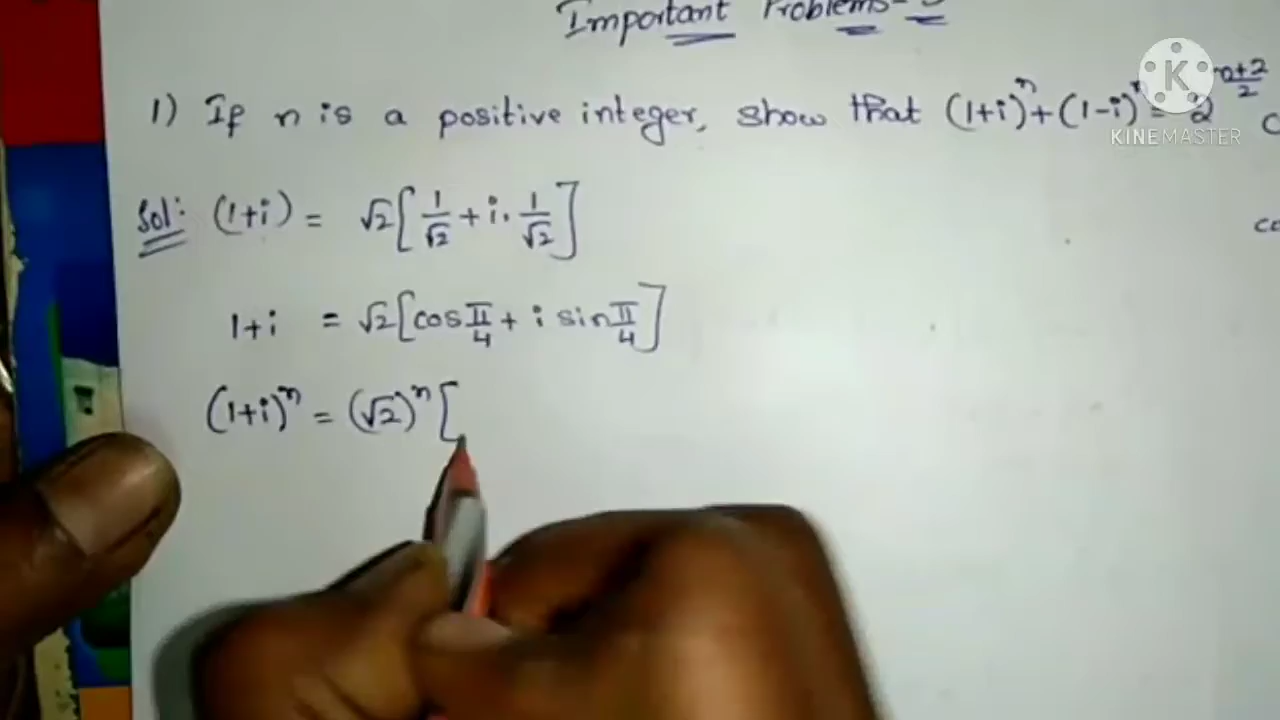 Important Problems-
1) If n is a positive integer, show that (1+i)ⁿ+(1-i)ⁿ = 2^(n+2)/2 C
K
KINEMASTER
Sol: (1+i) = √2[1/√2 + i. 1/√2]
co
1+i = √2[cos π/4 + i sin π/4]
(1+i)ⁿ = (√2)ⁿ [